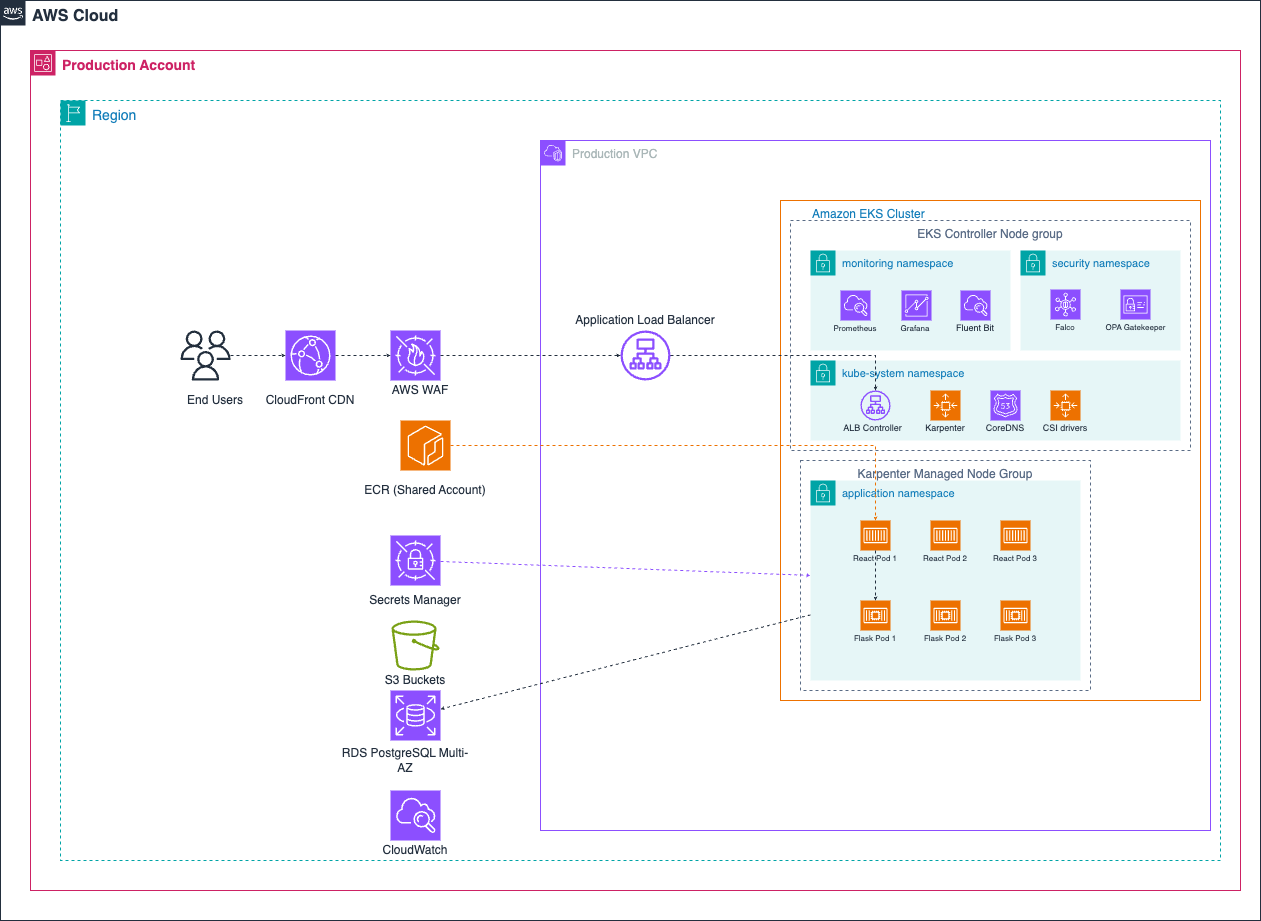 aws
AWS Cloud
Production Account
Region
Production VPC
Amazon EKS Cluster
EKS Controller Node group
monitoring namespace
security namespace
Prometheus
Grafana
Fluent Bit
Falco
OPA Gatekeeper
Application Load Balancer
End Users
CloudFront CDN
AWS WAF
kube-system namespace
53
ALB Controller
Karpenter
CoreDNS
CSI drivers
ECR (Shared Account)
Karpenter Managed Node Group
application namespace
React Pod 1
React Pod 2
React Pod 3
Secrets Manager
Flask Pod 1
Flask Pod 2
Flask Pod 3
S3 Buckets
RDS PostgreSQL Multi-
AZ
CloudWatch